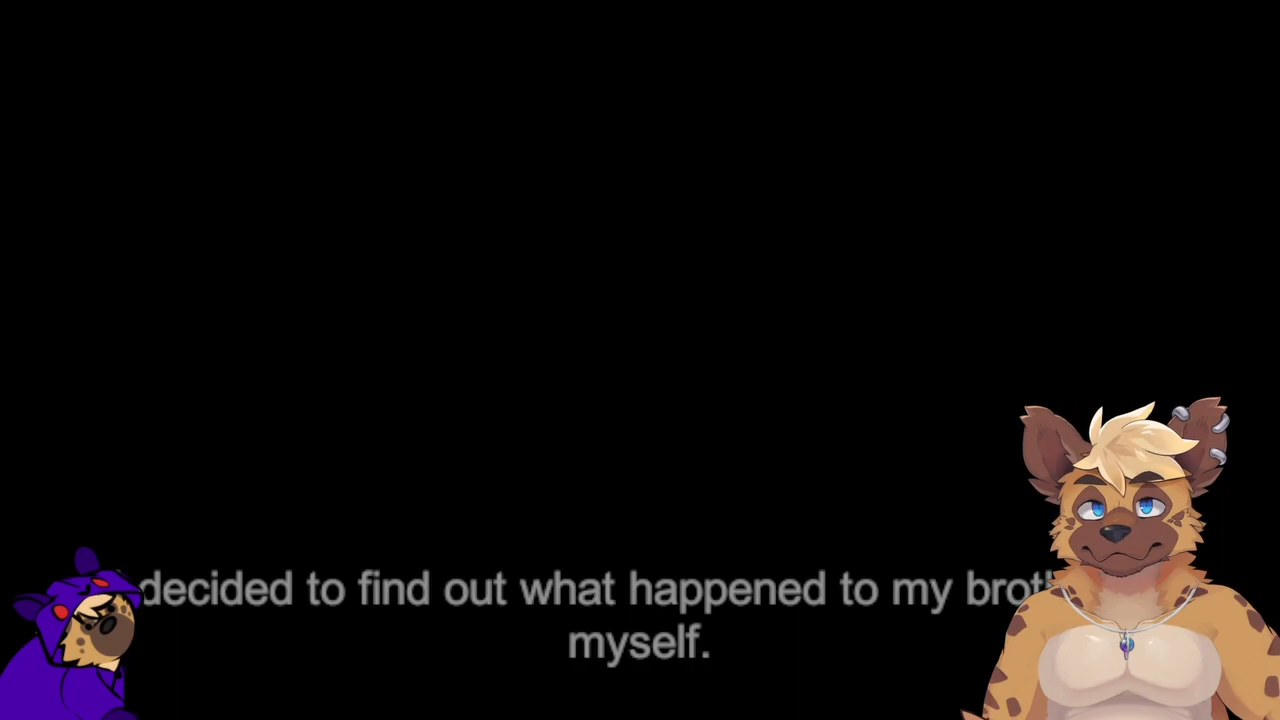 decided to find out what happened to my
myself.